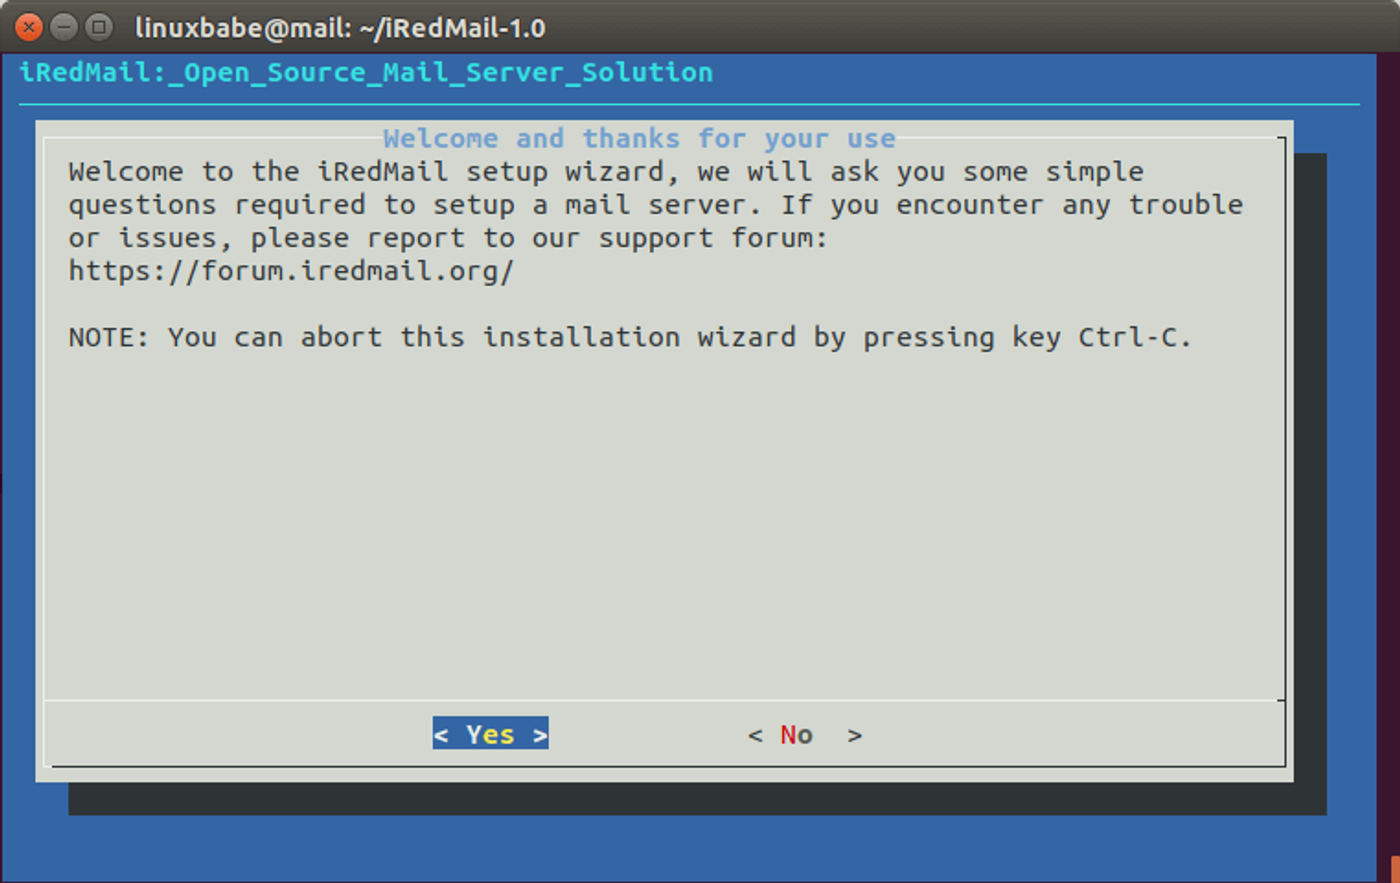 linuxbabe@mail: ~/iRedMail-1.0
iRedMail:_Open_Source_Mail_Server_Solution
Welcome and thanks for your use
Welcome to the iRedMail setup wizard, we will ask you some simple
questions required to setup a mail server. If you encounter any trouble
or issues, please report to our support forum:
https://forum.iredmail.org/
NOTE: You can abort this installation wizard by pressing key Ctrl-C.
< Yes > < No >